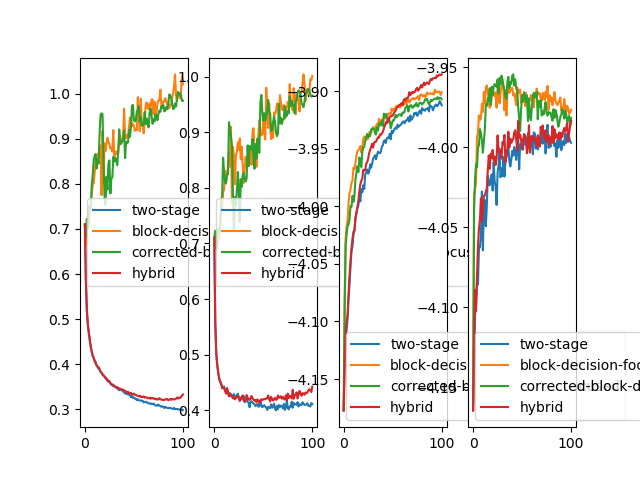 1.0
0.9
0.8
0.7
0.6
0.5
0.4
0.3
0
100
two-stage
block-decis
corrected-b
hybrid
1.0
0.9
0.8
0.7
0.6
0.5
0.4
0
100
two-stage
block-decis
corrected-b
hybrid
−3.90
−3.95
−4.00
−4.05
−4.10
−4.15
0
100
two-stage
block-decis
corrected-b
hybrid
−3.95
−4.00
−4.05
−4.10
−4.15
0
100
two-stage
block-decision-foc
corrected-block-d
hybrid